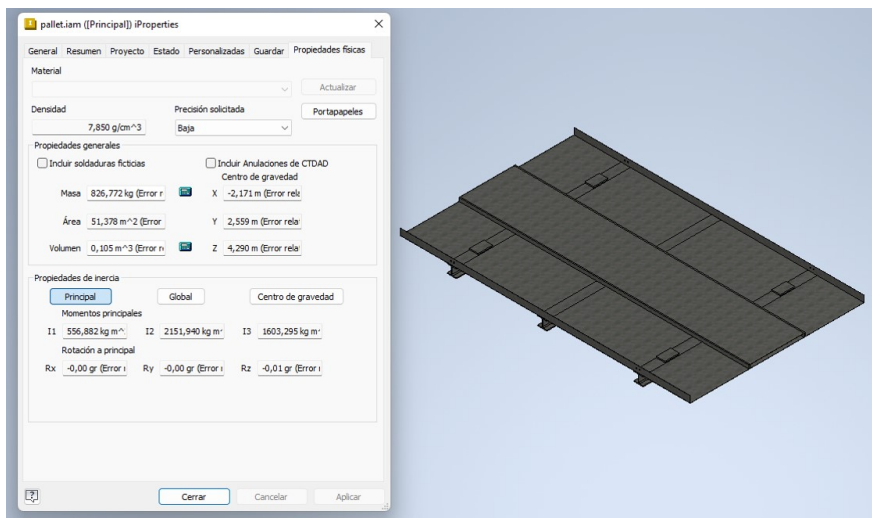 pallet.iam ([Principal]) iProperties
General Resumen Proyecto Estado Personalizadas Guardar Propiedades físicas
Material
Actualizar
Densidad Precisión solicitada Portapapeles
7,850 g/cm^3 Baja
Propiedades generales
Incluir soldaduras ficticias Incluir Anulaciones de CTDAD
Centro de gravedad
Masa 826,772 kg (Error r X -2,171 m (Error rela
Área 51,378 m^2 (Error Y 2,559 m (Error rela
Volumen 0,105 m^3 (Error r Z 4,290 m (Error rela
Propiedades de inercia
Principal Global Centro de gravedad
Momentos principales
I1 556,882 kg m^ I2 2151,940 kg m^ I3 1603,295 kg m^
Rotación a principal
Rx -0,00 gr (Error r Ry -0,00 gr (Error r Rz -0,01 gr (Error r
Cerrar Cancelar Aplicar